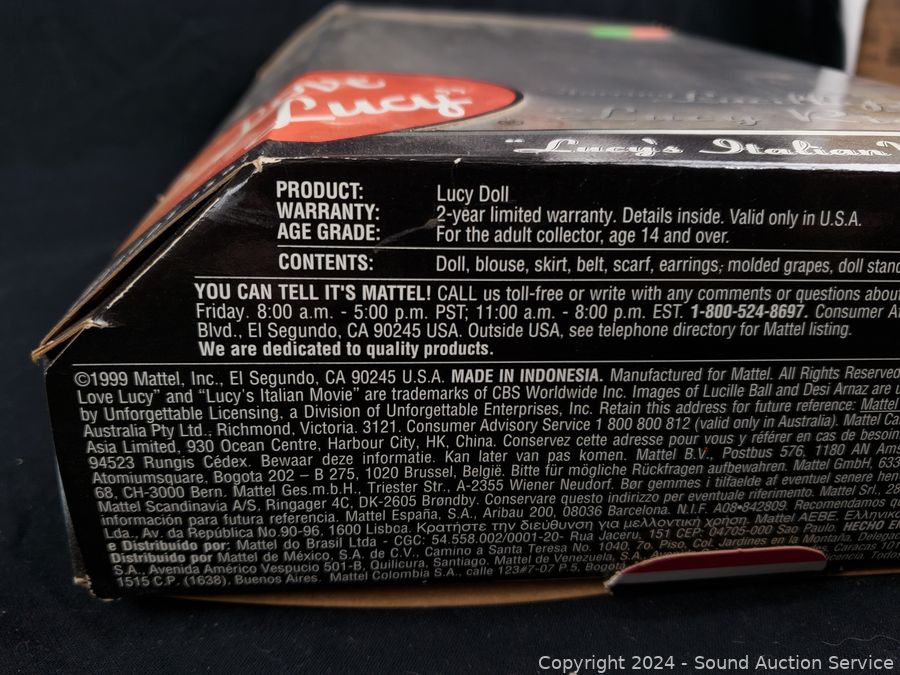 Love
Lucy
"Lucy's Italian
PRODUCT: Lucy Doll
WARRANTY: 2-year limited warranty. Details inside. Valid only in U.S.A.
AGE GRADE: For the adult collector, age 14 and over.
CONTENTS: Doll, blouse, skirt, belt, scarf, earrings, molded grapes, doll stand
YOU CAN TELL IT'S MATTEL! CALL us toll-free or write with any comments or questions about
Friday. 8:00 a.m. - 5:00 p.m. PST; 11:00 a.m. - 8:00 p.m. EST. 1-800-524-8697. Consumer
Blvd., El Segundo, CA 90245 USA. Outside USA, see telephone directory for Mattel listing.
We are dedicated to quality products.
©1999 Mattel, Inc., El Segundo, CA 90245 U.S.A. MADE IN INDONESIA. Manufactured for Mattel. All Rights Reserved
Love Lucy" and "Lucy's Italian Movie" are trademarks of CBS Worldwide Inc. Images of Lucille Ball and Desi Arnaz are
by Unforgettable Licensing, a Division of Unforgettable Enterprises, Inc. Retain this address for future reference: Mattel
Australia Pty Ltd., Richmond, Victoria. 3121. Consumer Advisory Service 1 800 800 812 (valid only in Australia). Mattel
Asia Limited, 930 Ocean Centre, Harbour City, HK, China. Conservez cette adresse pour vous y référer en cas de besoin
94523 Rungis Cédex. Bewaar deze informatie. Kan later van pas komen. Mattel B.V., Postbus 576, 1180 AN
Atomiumsquare, Bogota 202 – B 275, 1020 Brussel, België. Bitte für mögliche Rückfragen aufbewahren. Mattel GmbH,
68, CH-3000 Bern. Mattel Ges.m.b.H., Triester Str., A-2355 Wiener Neudorf. Bør gemmes i tilfælde af eventuel senere
Mattel Scandinavia A/S. Ringager 4C, DK-2605 Brøndby. Conservare questo indirizzo per eventuale riferimento. Mattel Srl.,
información para futura referencia. Mattel España, S.A., Aribau 200, 08036 Barcelona. N.I.F. A08•842809. Recomendamos
Lda., Av. da República No.90-96, 1600 Lisboa. Κρατήστε την διεύθυνση για μελλοντική χρήση. Mattel AEBE.
e Distribuido por: Mattel do Brasil Ltda - CGC: 54.558.002/0001-20- Rua Jaceru, 151 CEP: 04705-000 Sao Paulo. HECHO
Distribuido por Mattel de México, S.A. de C.V., Camino a Santa Teresa No. 1040, 7o. Piso, Col. Jardines en la Montaña,
S.A., Avenida Américo Vespucio 501-B, Quilicura, Santiago. Mattel de Venezuela, S.A., Caracas
1515 C.P. (1638), Buenos Aires. Mattel Colombia S.A., calle 123#7-07 P.5, Bogotá
Copyright © 2024 - Sound Auction Service